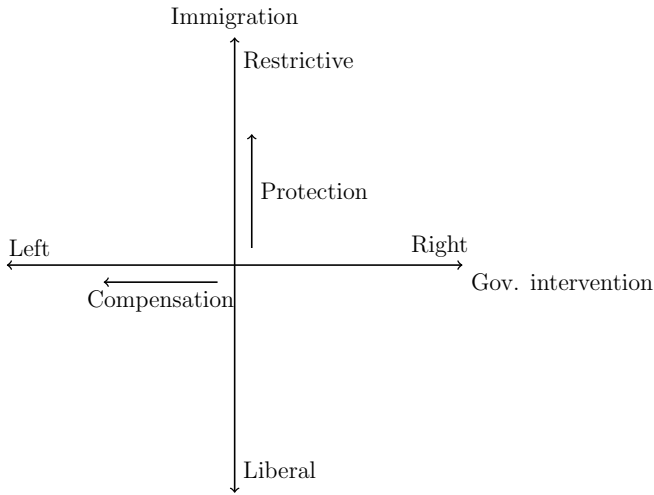 Immigration
Restrictive
Protection
Left
Right
Gov. intervention
Compensation
Liberal